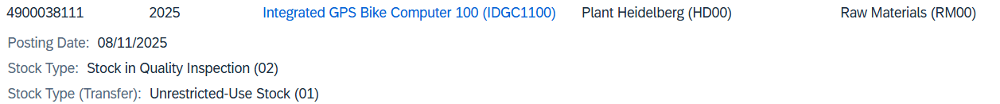 4900038111 2025 Integrated GPS Bike Computer 100 (IDGC1100) Plant Heidelberg (HD00) Raw Materials (RM00)
Posting Date: 08/11/2025
Stock Type: Stock in Quality Inspection (02)
Stock Type (Transfer): Unrestricted-Use Stock (01)